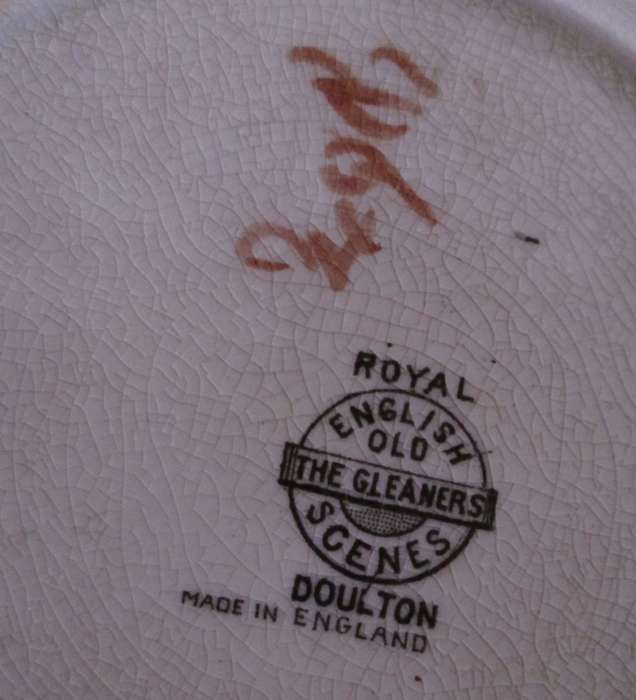 ROYAL
ENGLISH
OLD
THE GLEANERS
SCENES
DOULTON
MADE IN ENGLAND